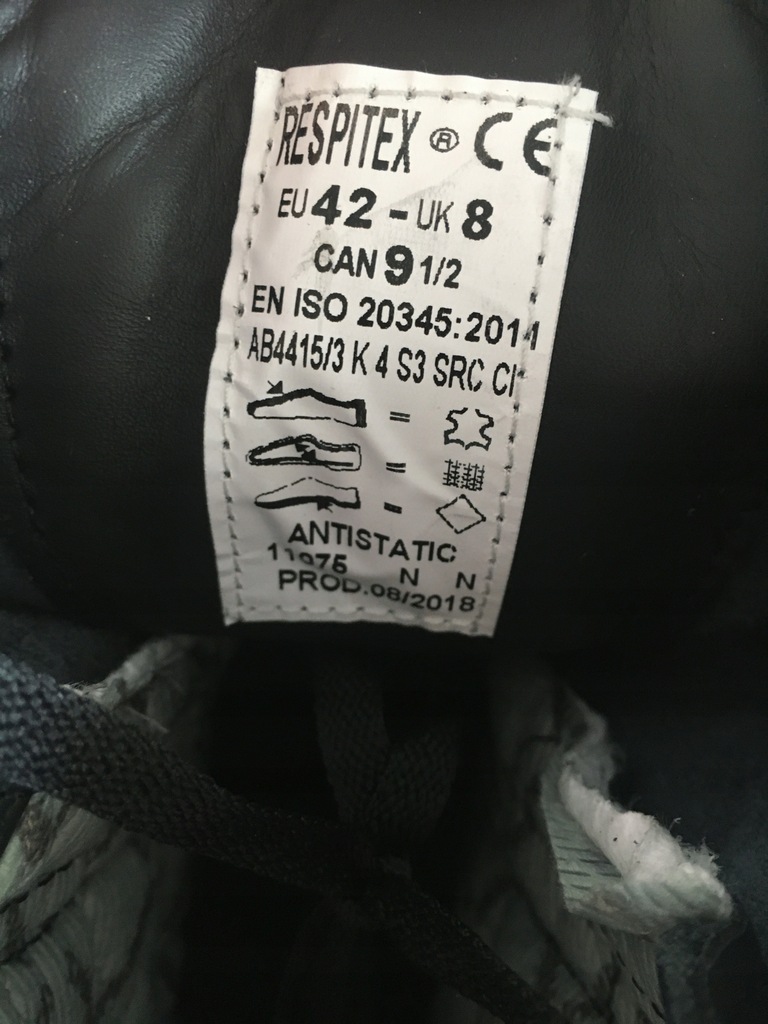 RESPITEX ® CE
EU 42 - UK 8
CAN 9 1/2
EN ISO 20345:2011
AB4415/3 K 4 S3 SRC CI
=
=
=
ANTISTATIC
11975 N N
PROD.08/2018